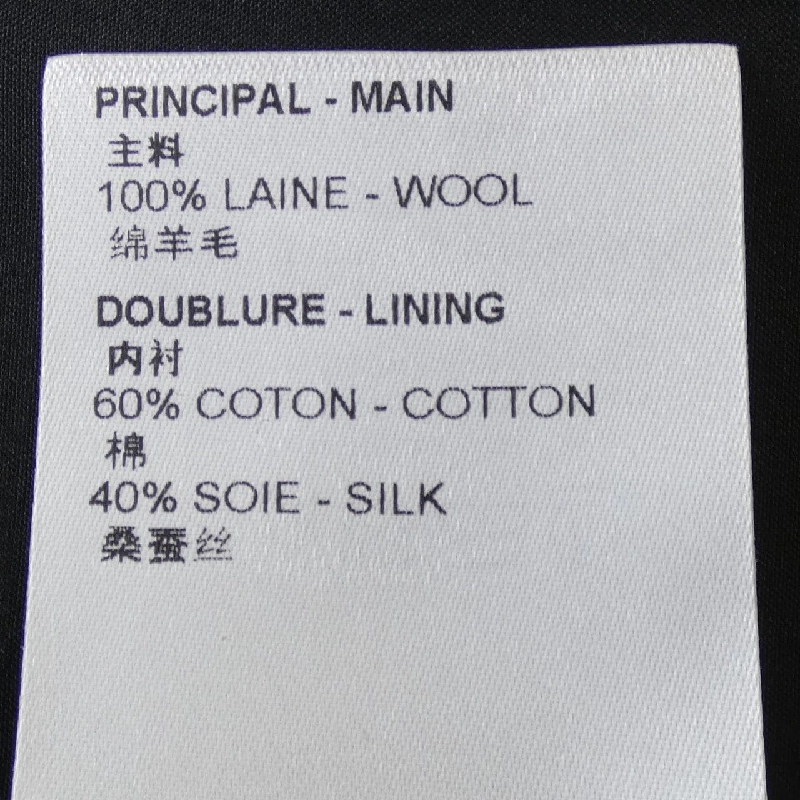 PRINCIPAL - MAIN
主料
100% LAINE - WOOL
绵羊毛
DOUBLURE - LINING
内衬
60% COTON - COTTON
棉
40% SOIE - SILK
桑蚕丝